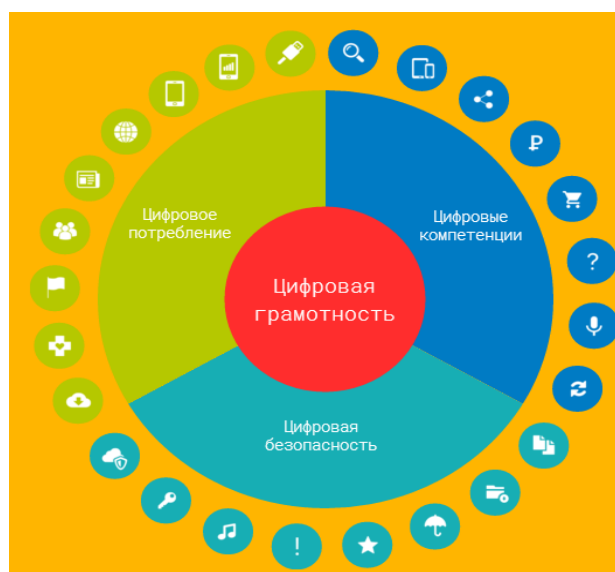 Цифровое
потребление
Цифровые
компетенции
Цифровая
грамотность
Цифровая
безопасность